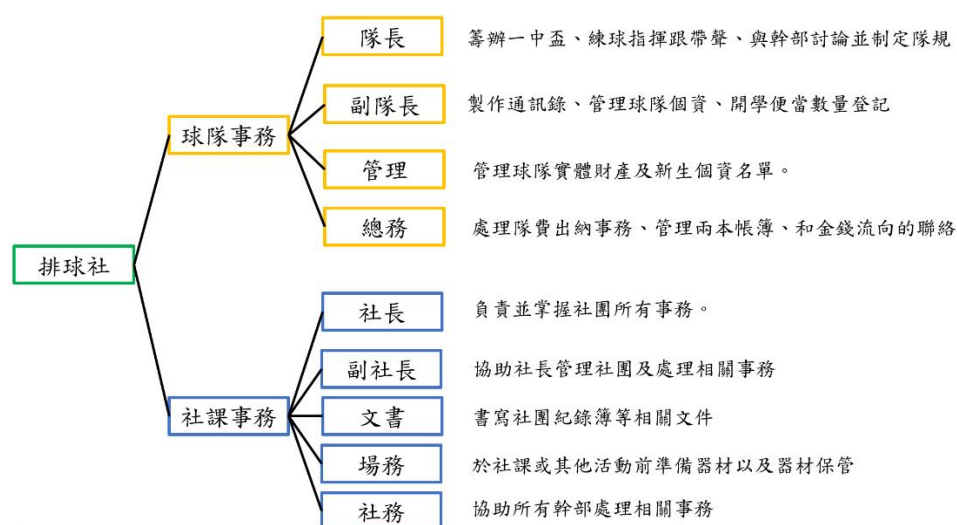 排球社
球隊事務
隊長
籌辦一中盃、練球指揮跟帶聲、與幹部討論並制定隊規
副隊長
製作通訊錄、管理球隊個資、開學便當數量登記
管理
管理球隊實體財產及新生個資名單。
總務
處理隊費出納事務、管理兩本帳簿、和金錢流向的聯絡
社課事務
社長
負責並掌握社團所有事務。
副社長
協助社長管理社團及處理相關事務
文書
書寫社團紀錄簿等相關文件
場務
於社課或其他活動前準備器材以及器材保管
社務
協助所有幹部處理相關事務